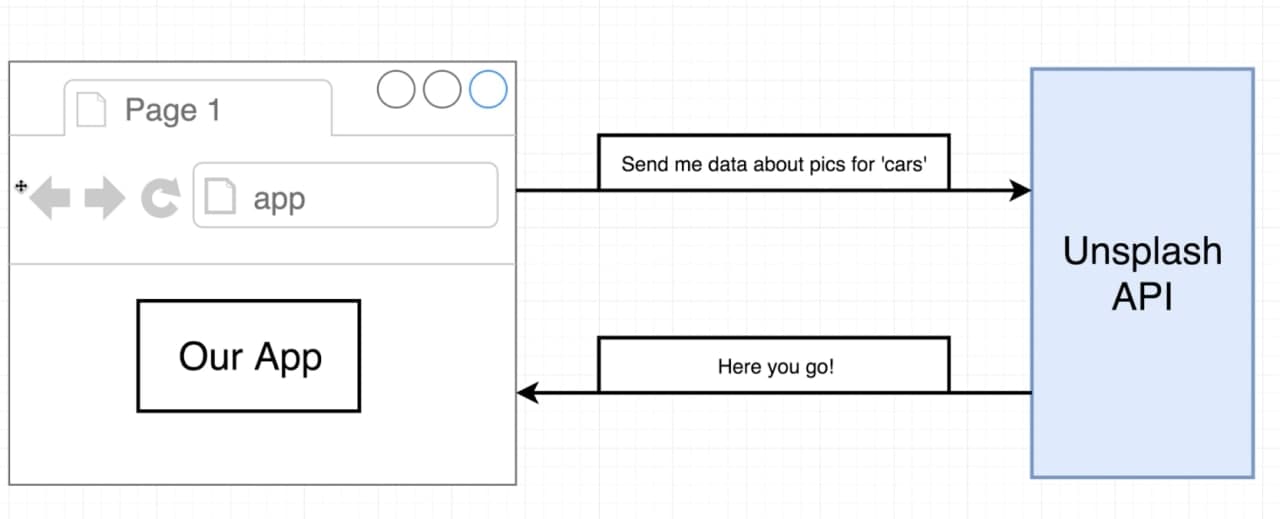 Page 1
app
Our App
Send me data about pics for 'cars'
Here you go!
Unsplash
API